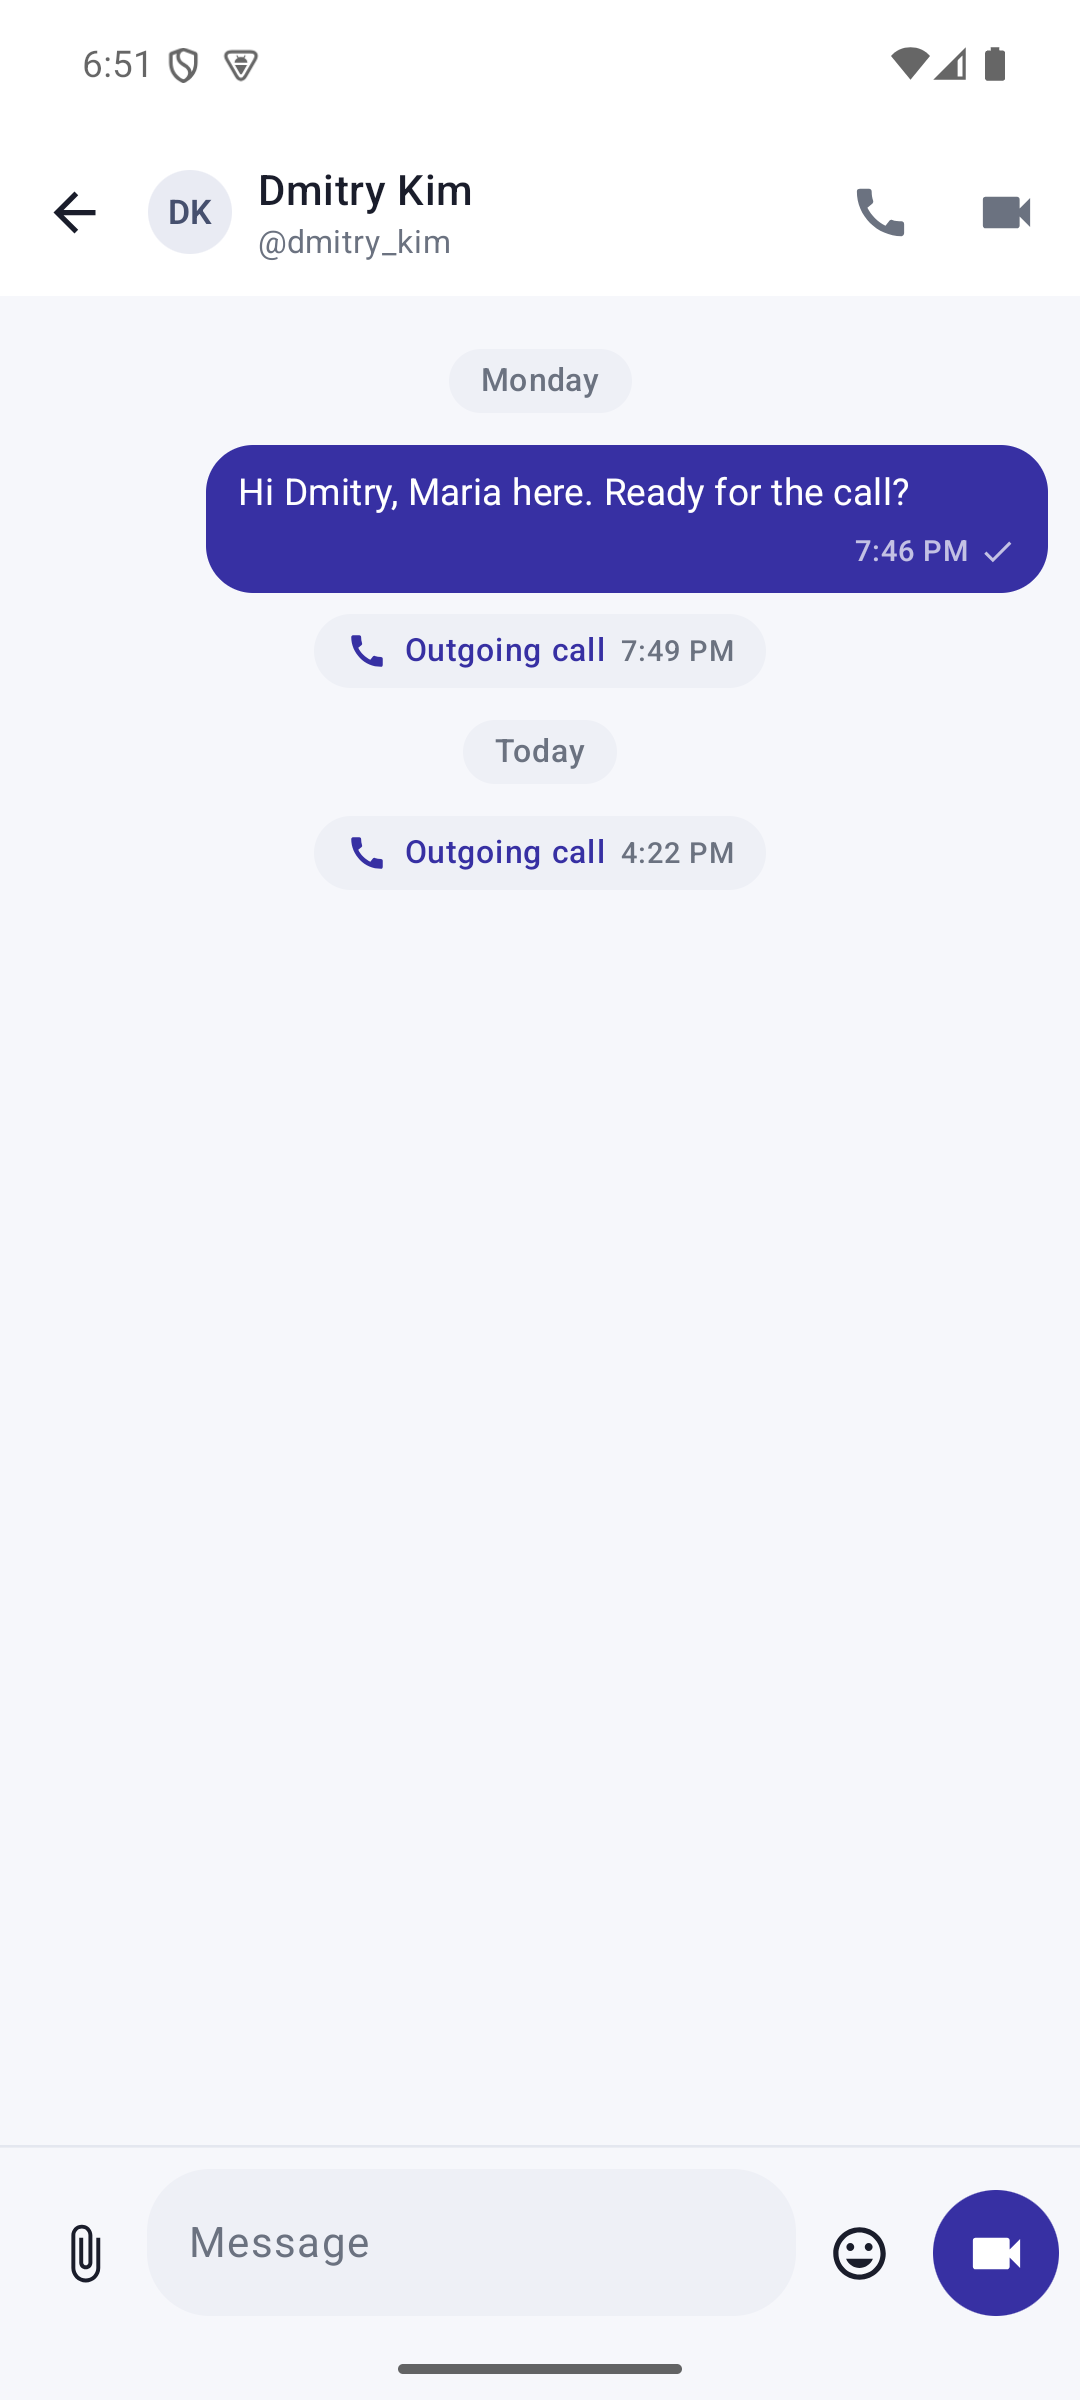 6:51
DK
Dmitry Kim
@dmitry_kim
Monday
Hi Dmitry, Maria here. Ready for the call?
7:46 PM
Outgoing call 7:49 PM
Today
Outgoing call 4:22 PM
Message